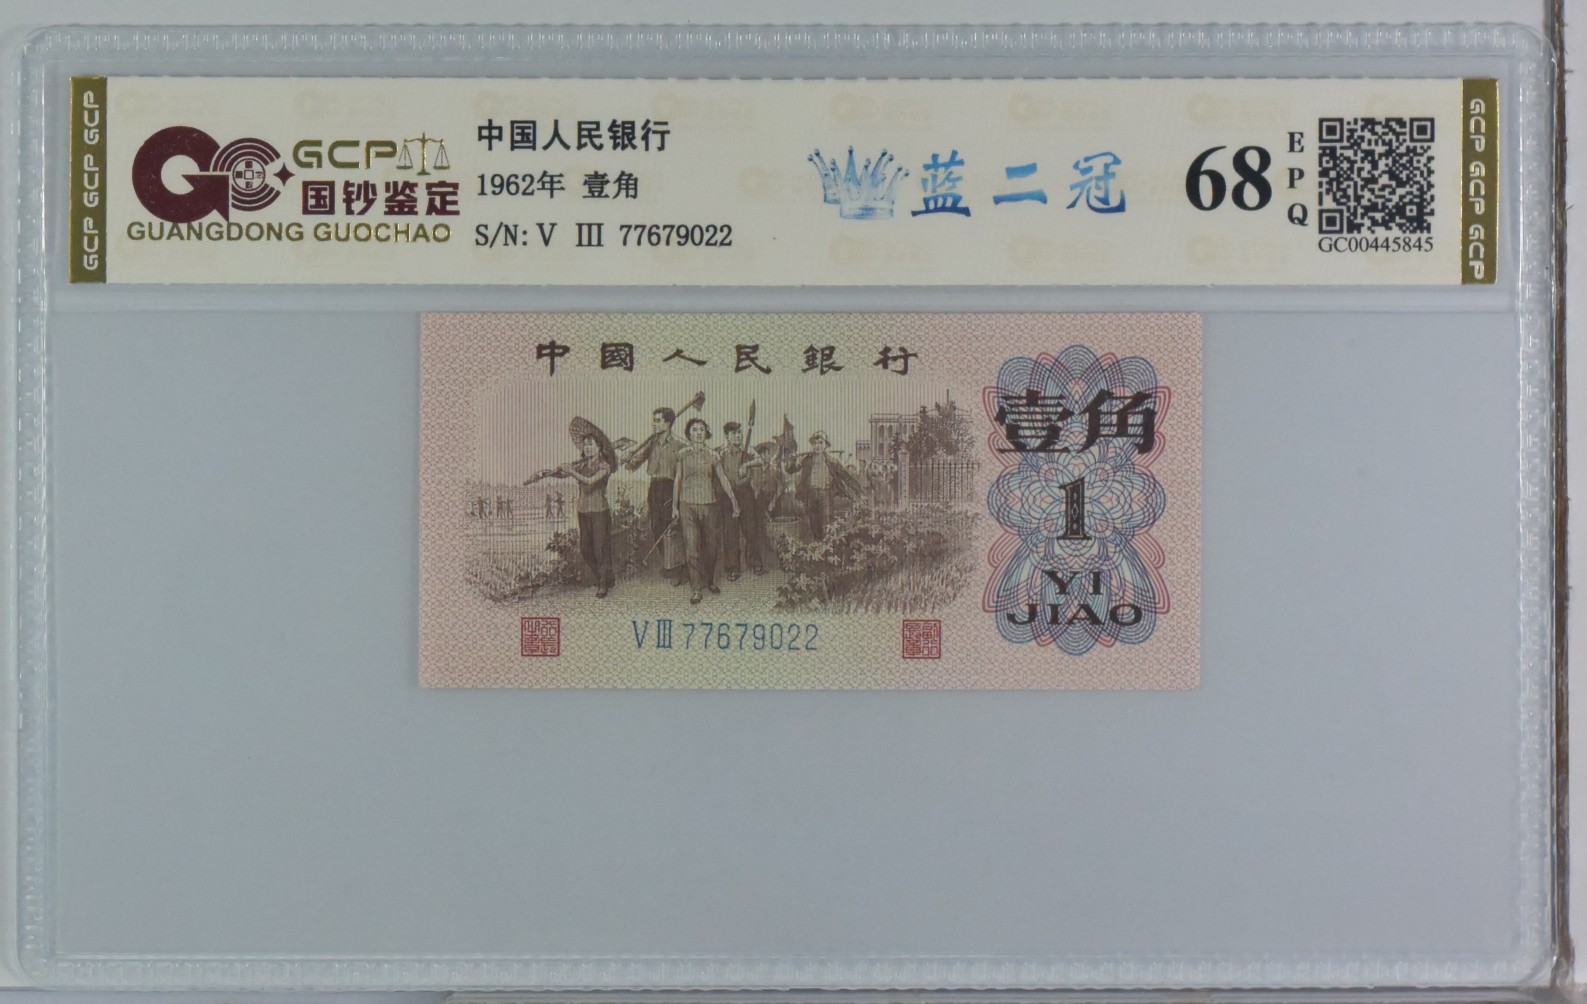 GCP GCP GCP
GCP
国钞鉴定
GUANGDONG GUOCHAO
中国人民银行
1962年 壹角
S/N: V Ⅲ 77679022
蓝二冠
68
EPQ
GC00445845
GCP GCP GCP
中國人民銀行
壹角
1
YI
JIAO
VⅢ77679022